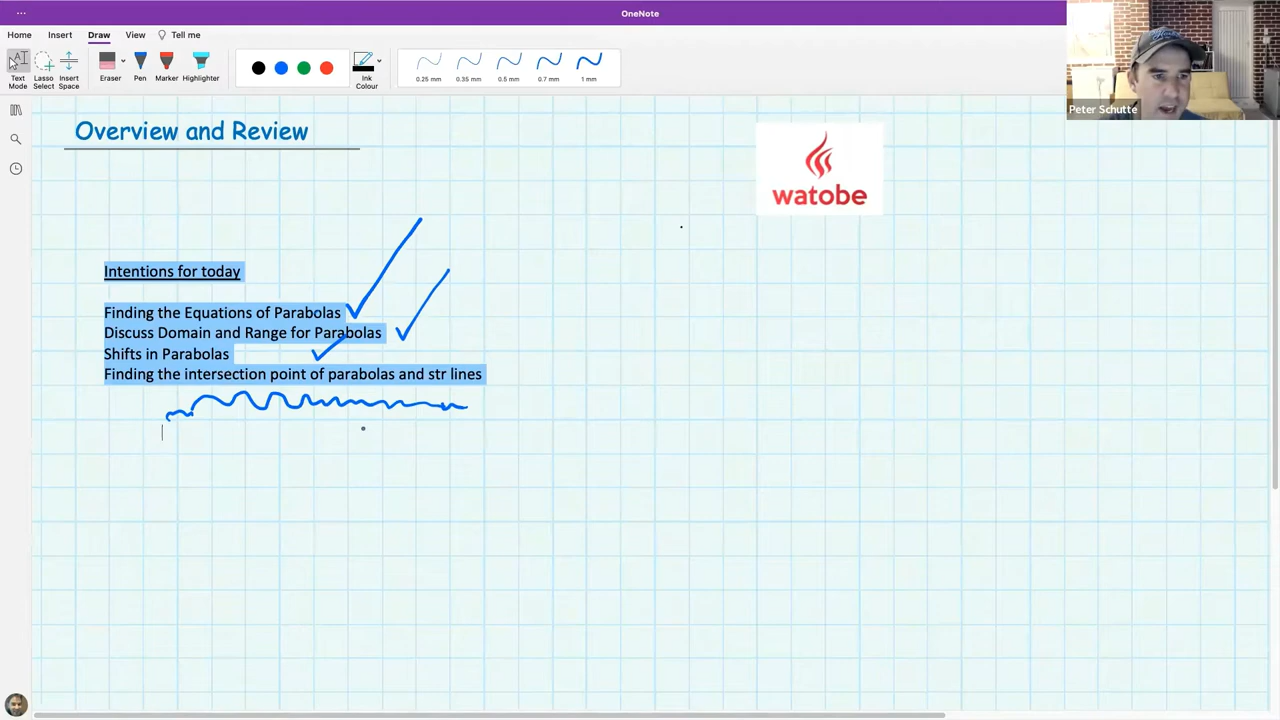 OneNote
Home Insert Draw View Tell me
Text Mode
Lasso Select
Insert Space
Eraser
Pen
Marker
Highlighter
Colour
0.25 mm
0.35 mm
0.5 mm
0.7 mm
1 mm
Peter Schutte
Overview and Review
watobe
Intentions for today
Finding the Equations of Parabolas
Discuss Domain and Range for Parabolas
Shifts in Parabolas
Finding the intersection point of parabolas and str lines